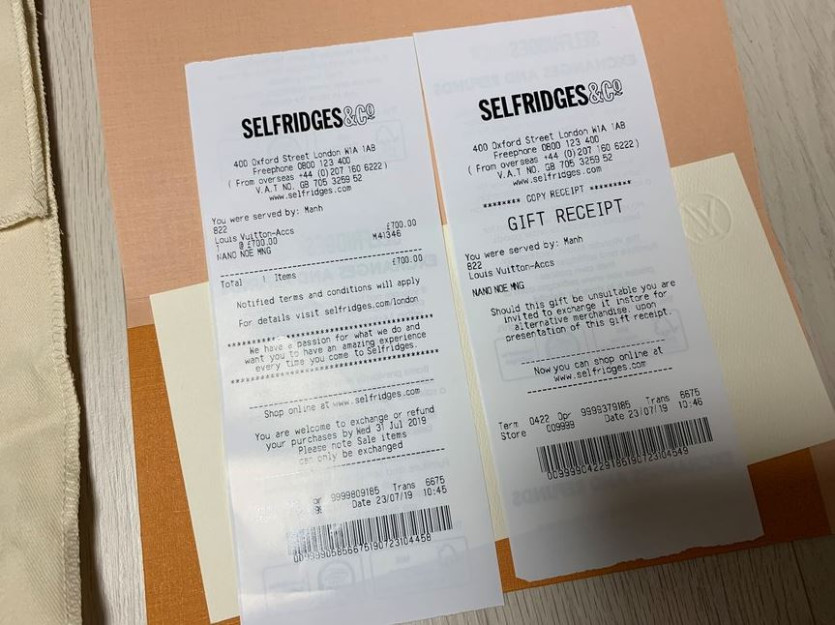 SELFRIDGES&Co
400 Oxford Street London W1A 1AB
Freephone 0800 123 400
( From overseas +44 (0)207 160 6222 )
V.A.T NO. GB 705 3259 52
www.selfridges.com
You were served by: Manh
822
Louis Vuitton-Accs £700.00
1 @ £700.00 M41346
NANO NOE MNG
Total 1 Items £700.00
Notified terms and conditions will apply
For details visit selfridges.com/london
We have a passion for what we do and
want you to have an amazing experience
every time you come to Selfridges.
Shop online at www.selfridges.com
You are welcome to exchange or refund
your purchases by Wed 31 Jul 2019
Please note Sale items
can only be exchanged
9999809185 Trans 6675
Date 23/07/19 10:45
SELFRIDGES&Co
400 Oxford Street London W1A 1AB
Freephone 0800 123 400
( From overseas +44 (0)207 160 6222 )
V.A.T NO. GB 705 3259 52
www.selfridges.com
******** COPY RECEIPT ********
GIFT RECEIPT
You were served by: Manh
822
Louis Vuitton-Accs
NANO NOE MNG
Should this gift be unsuitable you are
invited to exchange it instore for
alternative merchandise, upon
presentation of this gift receipt.
Now you can shop online at
www.selfridges.com
Term 0422 Opr 9999379185 Trans 6675
Store 009999 Date 23/07/19 10:46